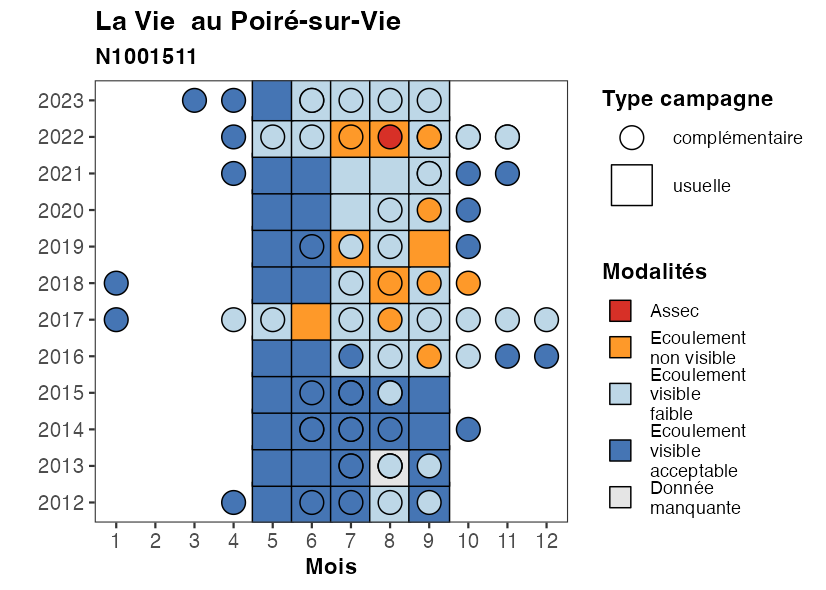 La Vie  au Poiré-sur-Vie
N1001511
2023
2022
2021
2020
2019
2018
2017
2016
2015
2014
2013
2012
1 2 3 4 5 6 7 8 9 10 11 12
Mois
Type campagne
complémentaire
usuelle
Modalités
Assec
Ecoulement
non visible
Ecoulement
visible
faible
Ecoulement
visible
acceptable
Donnée
manquante